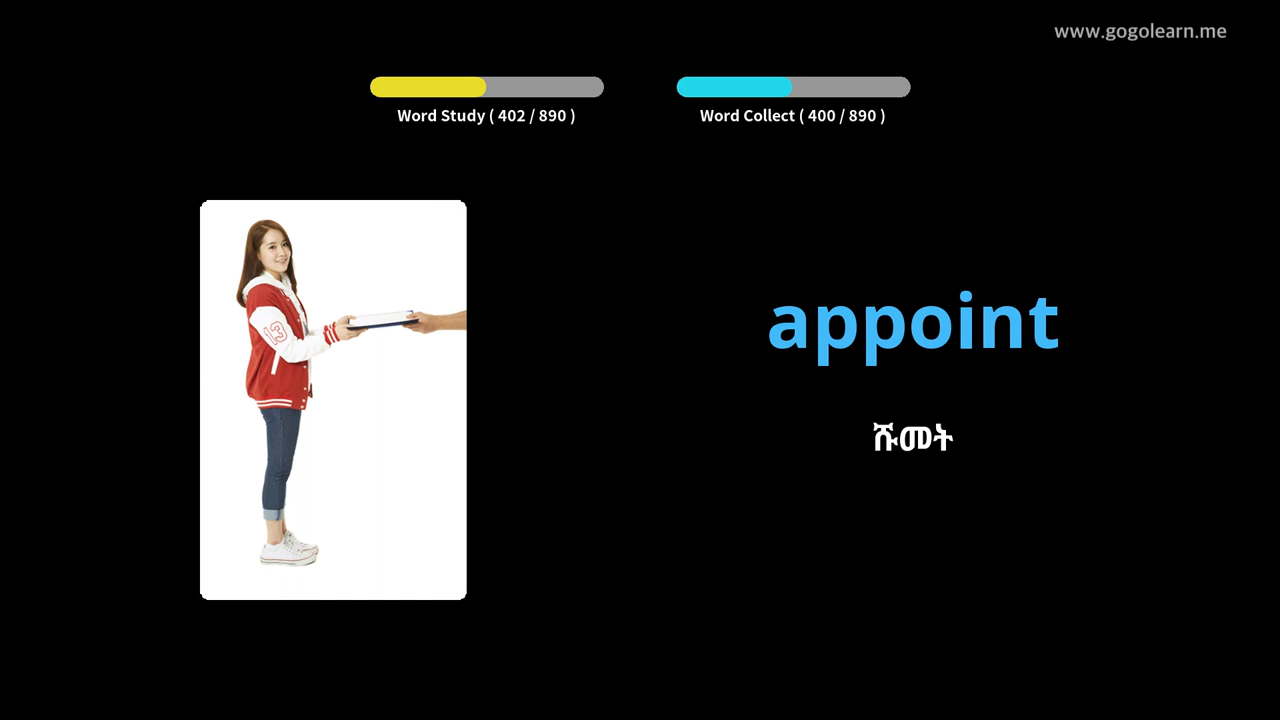 www.gogolearn.me
Word Study ( 402 / 890 )
Word Collect ( 400 / 890 )
13
appoint
ሹመት